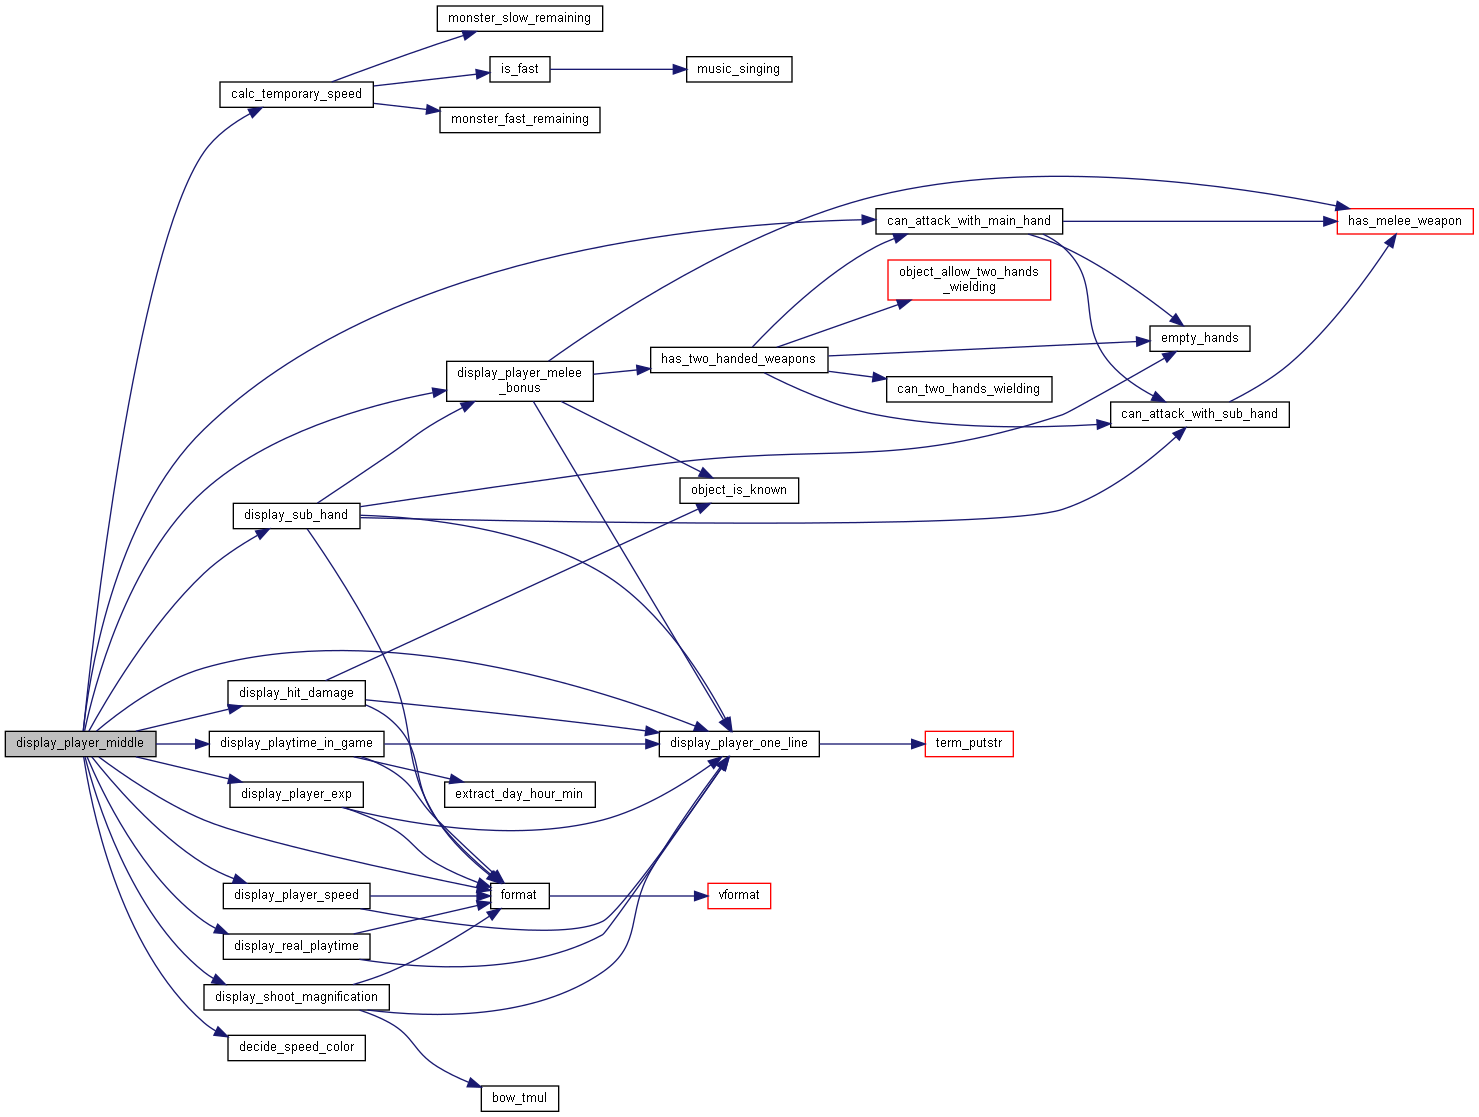 monster_slow_remaining
is_fast
music_singing
calc_temporary_speed
monster_fast_remaining
can_attack_with_main_hand
has_melee_weapon
object_allow_two_hands
_wielding
empty_hands
has_two_handed_weapons
display_player_melee
_bonus
can_two_hands_wielding
can_attack_with_sub_hand
object_is_known
display_sub_hand
display_hit_damage
display_player_middle
display_playtime_in_game
display_player_one_line
term_putstr
display_player_exp
extract_day_hour_min
display_player_speed
format
vformat
display_real_playtime
display_shoot_magnification
decide_speed_color
bow_tmul